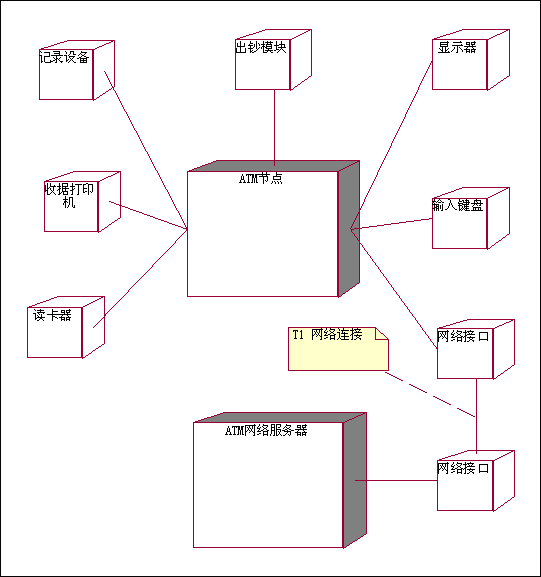 记录设备
出钞模块
显示器
ATM节点
收据打印
机
输入键盘
读卡器
T1 网络连接
网络接口
ATM网络服务器
网络接口